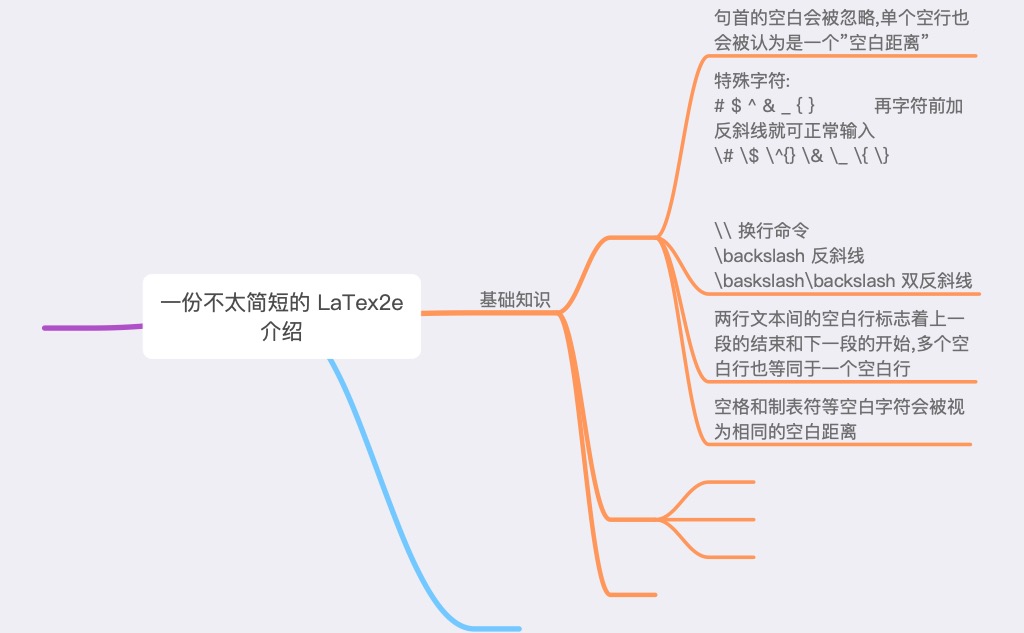 句首的空白会被忽略,单个空行也
会被认为是一个"空白距离"
特殊字符:
# $ ^ & _ { } 再字符前加
反斜线就可正常输入
\# \$ \^{} \& \_ \{ \}
\\ 换行命令
\backslash 反斜线
\baskslash\backslash 双反斜线
两行文本间的空白行标志着上一
段的结束和下一段的开始,多个空
白行也等同于一个空白行
空格和制表符等空白字符会被视
为相同的空白距离
基础知识
一份不太简短的 LaTex2e
介绍